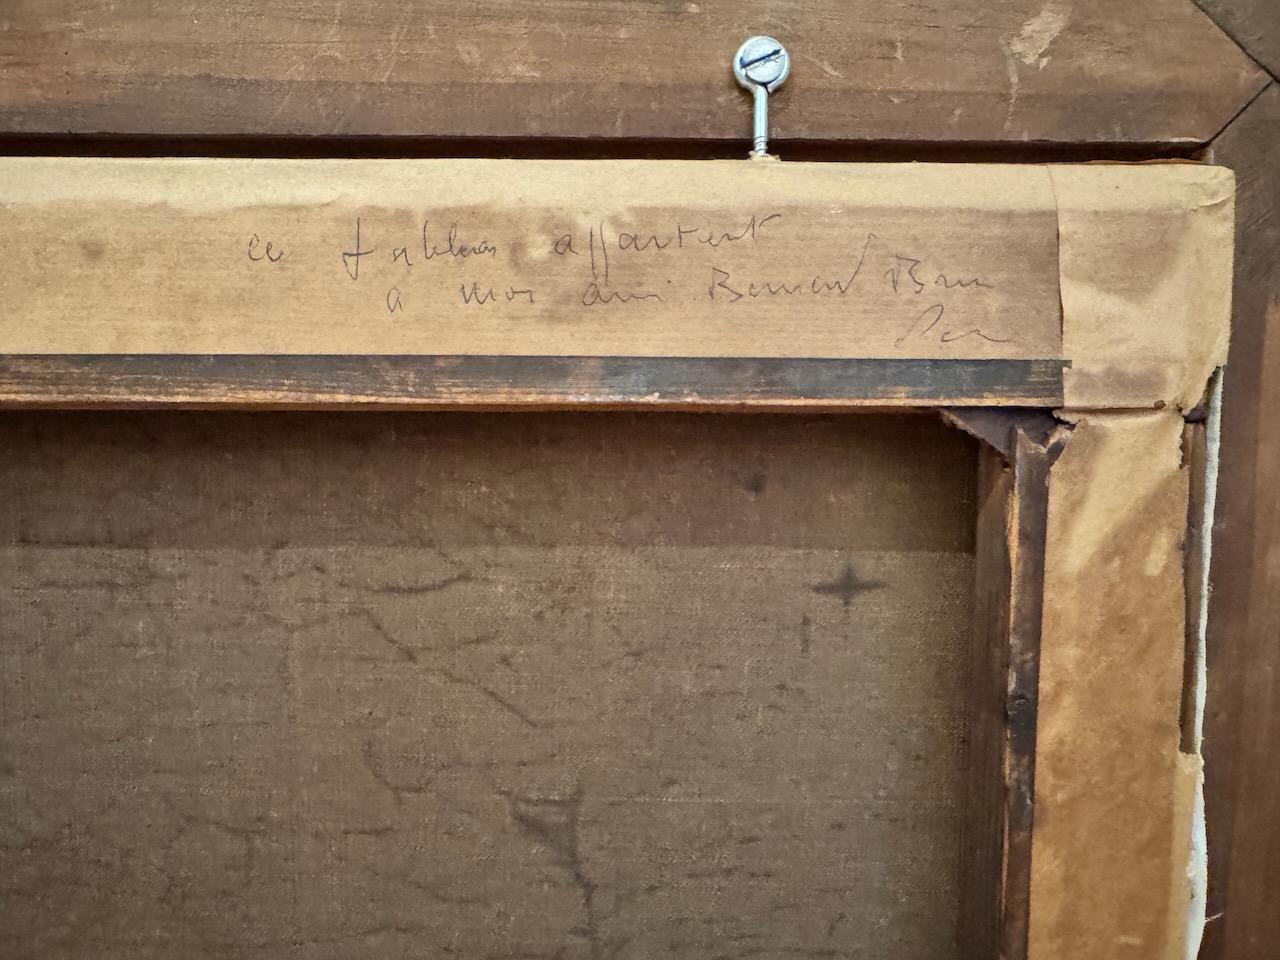 ce tableau appartient
a mon ami Bernard